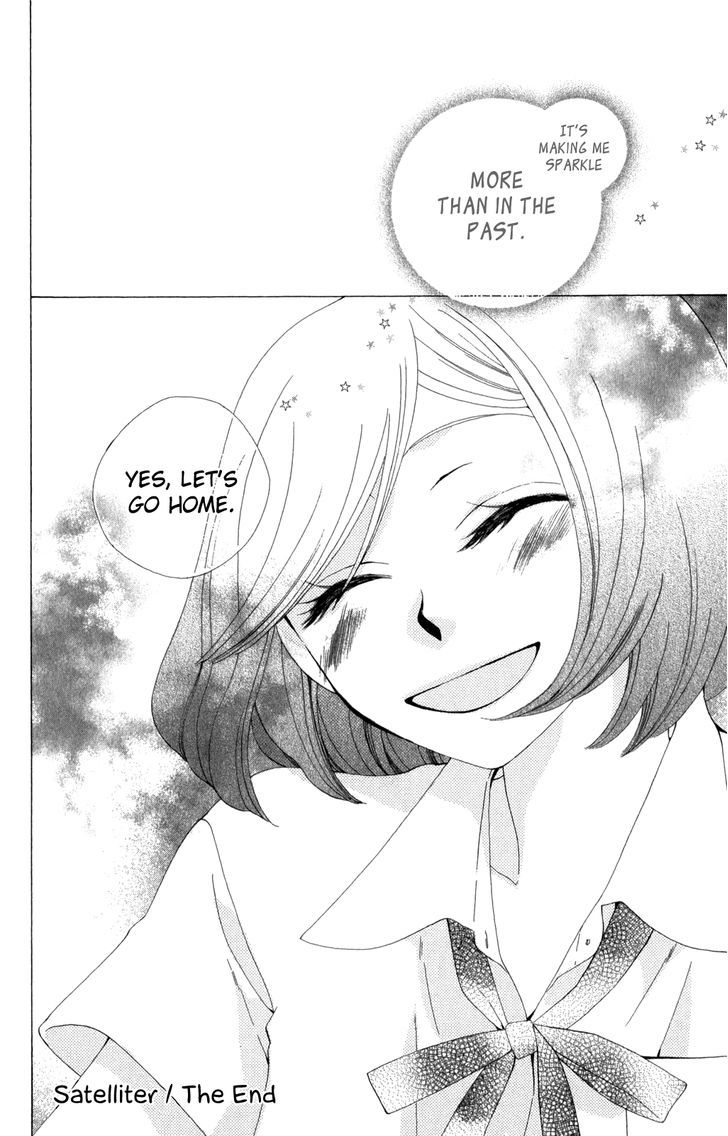 IT'S
MAKING ME
SPARKLE
MORE
THAN IN THE
PAST.
YES, LET'S
GO HOME.
Satelliter / The End